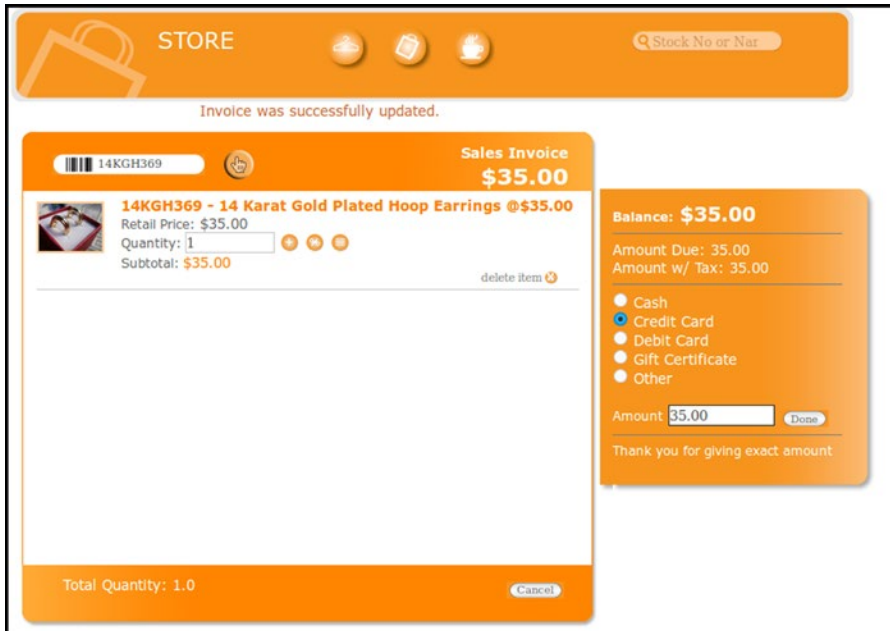 STORE
Stock No or Nar
Invoice was successfully updated.
14KGH369
Sales Invoice
$35.00
14KGH369 - 14 Karat Gold Plated Hoop Earrings @$35.00
Retail Price: $35.00
Quantity: 1
Subtotal: $35.00
delete item
Balance: $35.00
Amount Due: 35.00
Amount w/ Tax: 35.00
Cash
Credit Card
Debit Card
Gift Certificate
Other
Amount 35.00 Done
Thank you for giving exact amount
Total Quantity: 1.0
Cancel